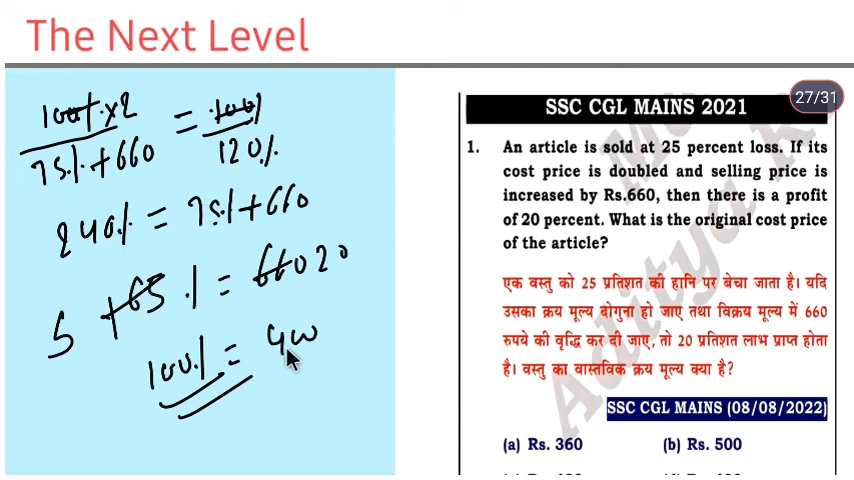 The Next Level
100% × 2 = 100%
75% + 660 120%
240% = 75% + 660
5 165% = 660 20
100% = 400
27/31
SSC CGL MAINS 2021
1. An article is sold at 25 percent loss. If its
cost price is doubled and selling price is
increased by Rs.660, then there is a profit
of 20 percent. What is the original cost price
of the article?
एक वस्तु को 25 प्रतिशत की हानि पर बेचा जाता है। यदि
उसका क्रय मूल्य दोगुना हो जाए तथा विक्रय मूल्य में 660
रुपये की वृद्धि कर दी जाए, तो 20 प्रतिशत लाभ प्राप्त होता
है। वस्तु का वास्तविक क्रय मूल्य क्या है?
SSC CGL MAINS (08/08/2022)
(a) Rs. 360 (b) Rs. 500
Aditya